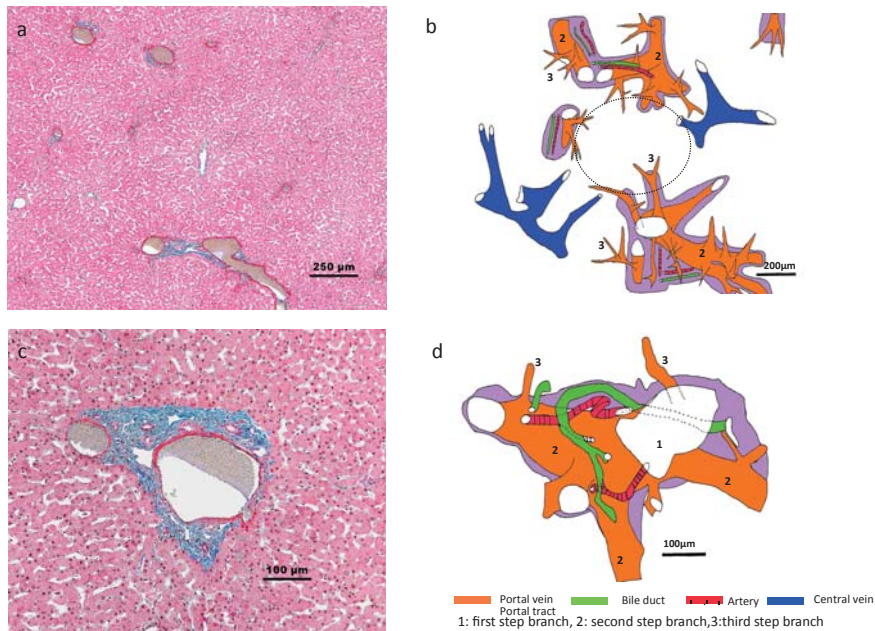 a
250 µm
b
2
2
3
3
3
2
200µm
c
100 µm
d
3
3
1
2
2
2
100µm
Portal vein
Portal tract
Bile duct
Artery
Central vein
1: first step branch, 2: second step branch,3:third step branch